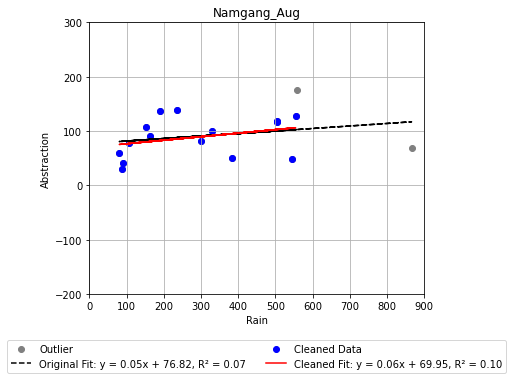 Namgang_Aug
300
200
100
0
−100
−200
Abstraction
0 100 200 300 400 500 600 700 800 900
Rain
Outlier Cleaned Data
Original Fit: y = 0.05x + 76.82, R² = 0.07 Cleaned Fit: y = 0.06x + 69.95, R² = 0.10